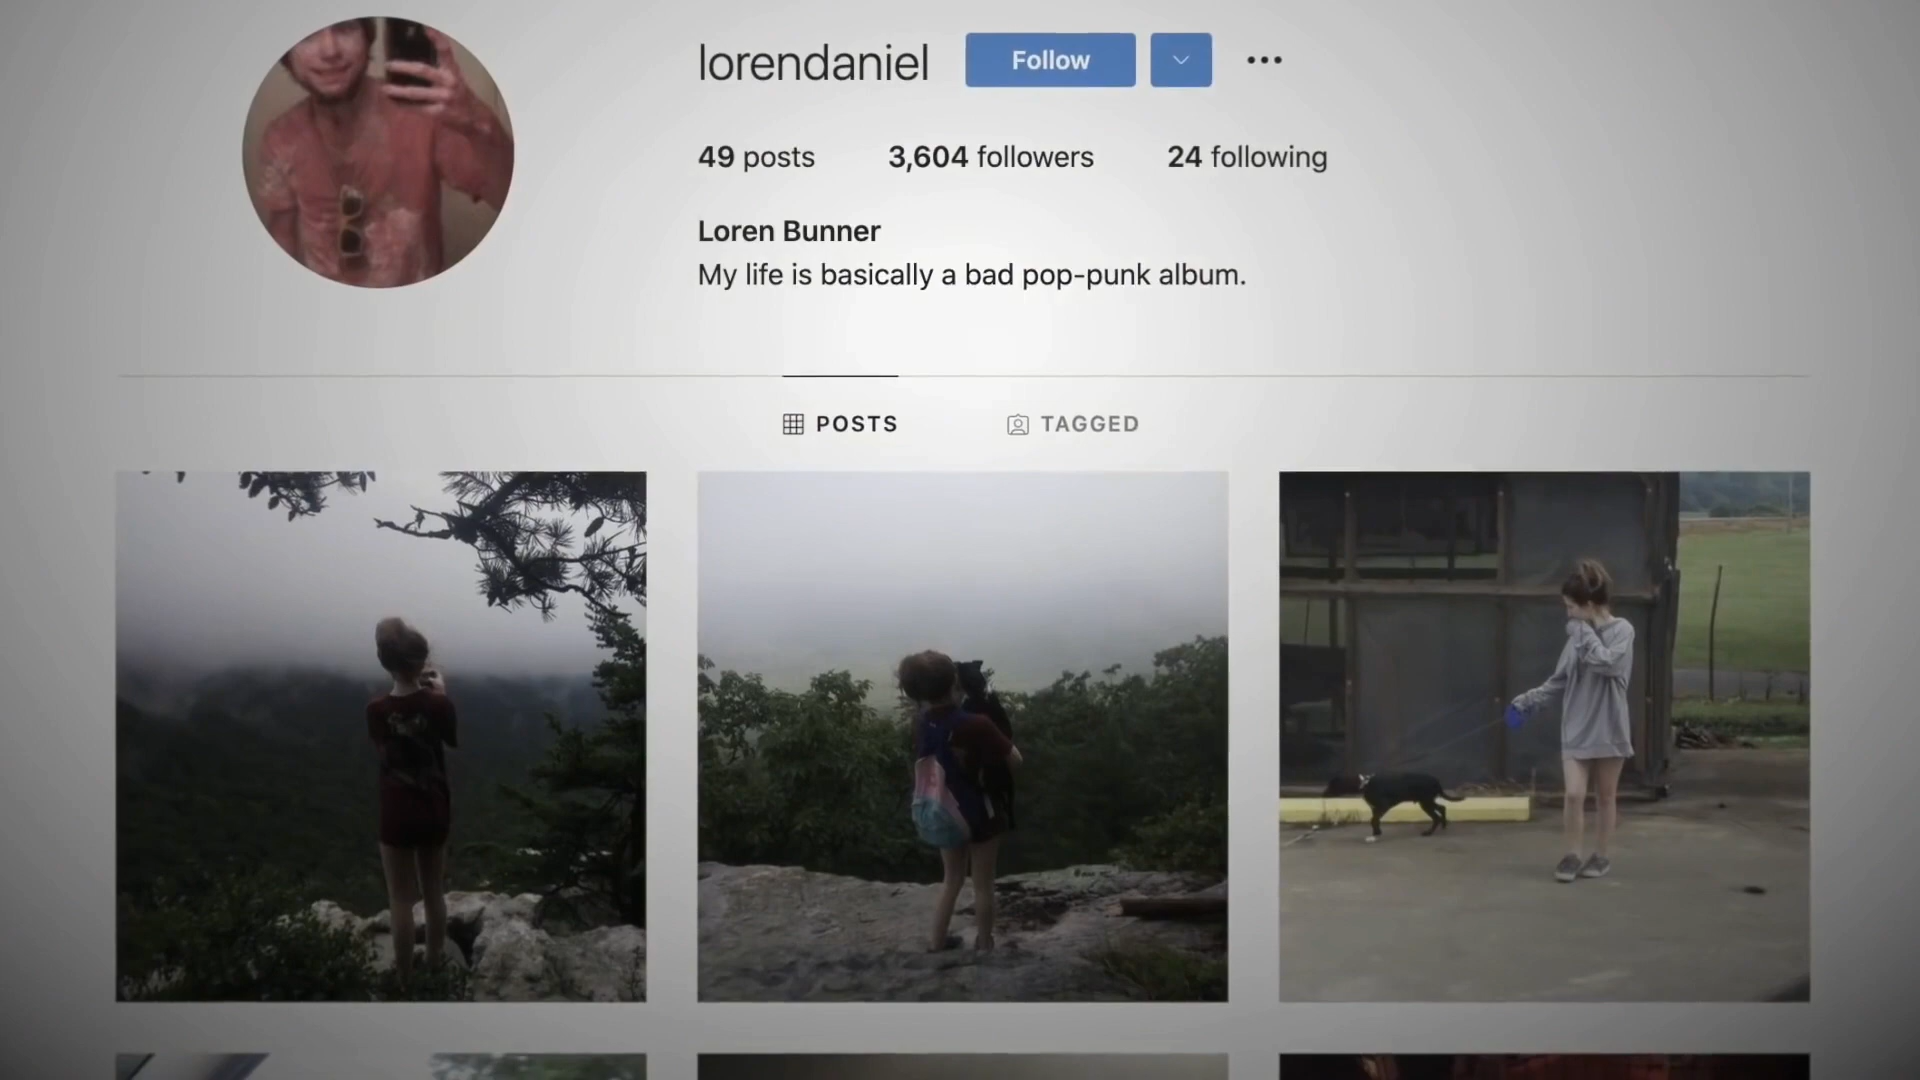 lorendaniel Follow
49 posts 3,604 followers 24 following
Loren Bunner
My life is basically a bad pop-punk album.
POSTS TAGGED